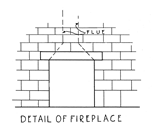 FLUE
DETAIL OF FIREPLACE